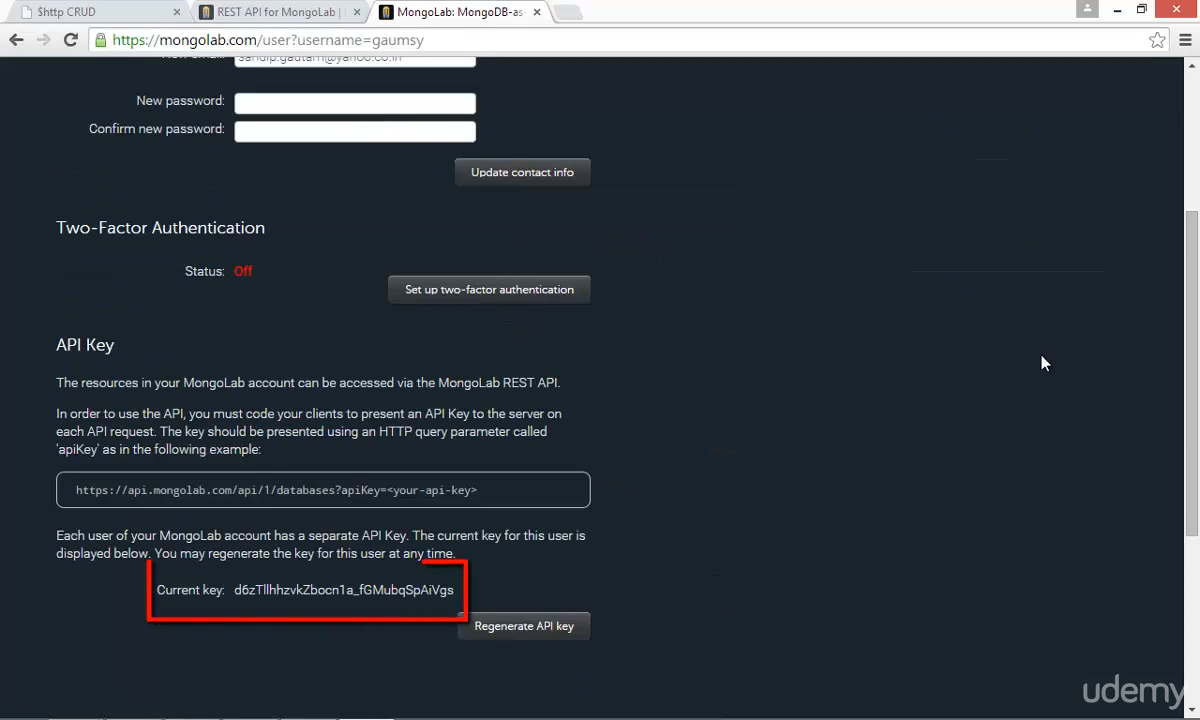 $http CRUD
REST API for MongoLab |
MongoLab: MongoDB-as-
https://mongolab.com/user?username=gaumsy
sandip.gautam@yahoo.co.in
New password:
Confirm new password:
Update contact info
Two-Factor Authentication
Status: Off
Set up two-factor authentication
API Key
The resources in your MongoLab account can be accessed via the MongoLab REST API.
In order to use the API, you must code your clients to present an API Key to the server on
each API request. The key should be presented using an HTTP query parameter called
'apiKey' as in the following example:
https://api.mongolab.com/api/1/databases?apiKey=<your-api-key>
Each user of your MongoLab account has a separate API Key. The current key for this user is
displayed below. You may regenerate the key for this user at any time.
Current key: d6zTllhhzvkZbocn1a_fGMubqSpAiVgs
Regenerate API key
udemy